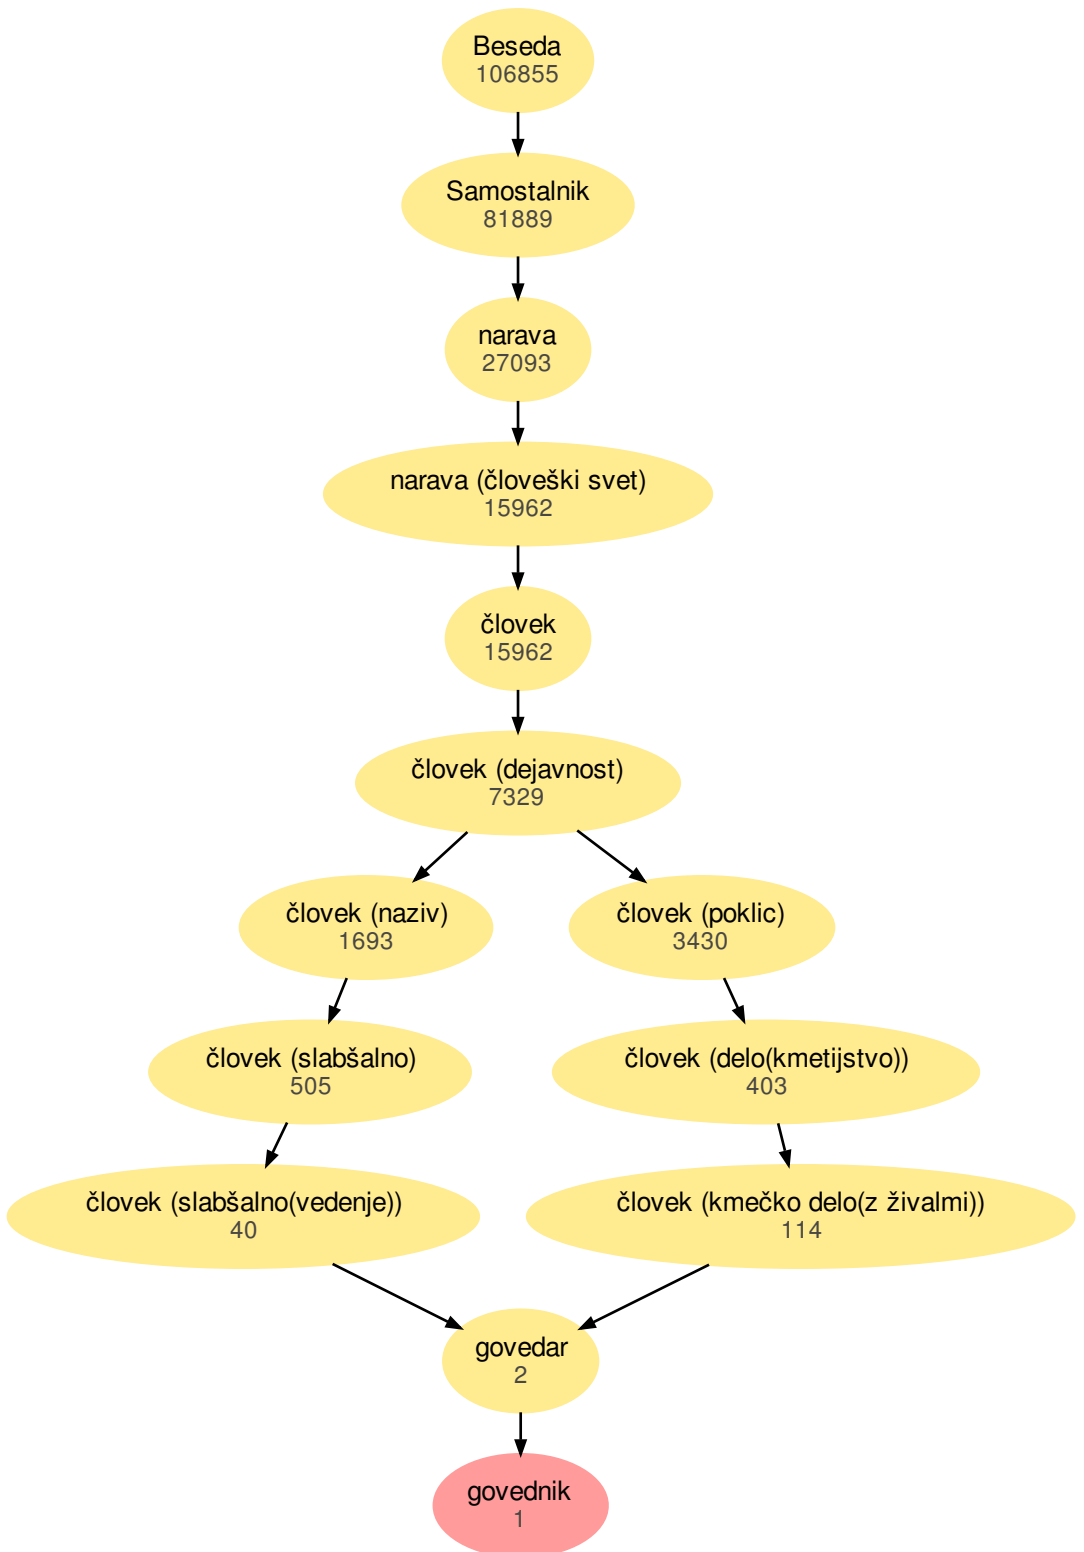 Beseda
106855
Samostalnik
81889
narava
27093
narava (človeški svet)
15962
človek
15962
človek (dejavnost)
7329
človek (naziv)
1693
človek (poklic)
3430
človek (slabšalno)
505
človek (delo(kmetijstvo))
403
človek (slabšalno(vedenje))
40
človek (kmečko delo(z živalmi))
114
govedar
2
govednik
1